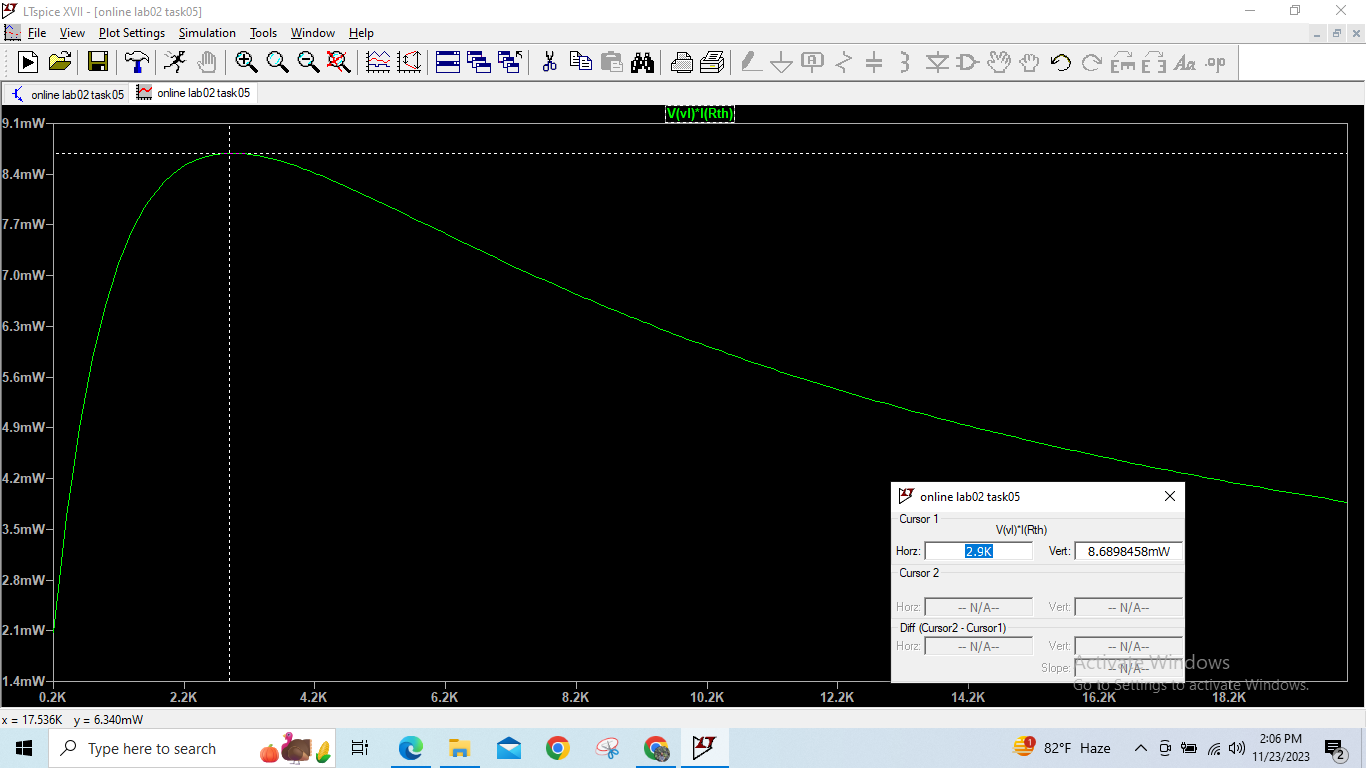 LTspice XVII - [online lab02 task05]
File View Plot Settings Simulation Tools Window Help
online lab02 task05 online lab02 task05
V(vl)*I(Rth)
9.1mW
8.4mW
7.7mW
7.0mW
6.3mW
5.6mW
4.9mW
4.2mW
3.5mW
2.8mW
2.1mW
1.4mW
0.2K 2.2K 4.2K 6.2K 8.2K 10.2K 12.2K 14.2K 16.2K 18.2K
online lab02 task05
Cursor 1
V(vl)*I(Rth)
Horz: 2.9K Vert: 8.6898458mW
Cursor 2
Horz: -- N/A-- Vert: -- N/A--
Diff (Cursor2 - Cursor1)
Horz: -- N/A-- Vert: -- N/A--
Slope: -- N/A--
Activate Windows
Go to Settings to activate Windows.
x = 17.536K y = 6.340mW
Type here to search
1 82°F Haze 2:06 PM
11/23/2023 2